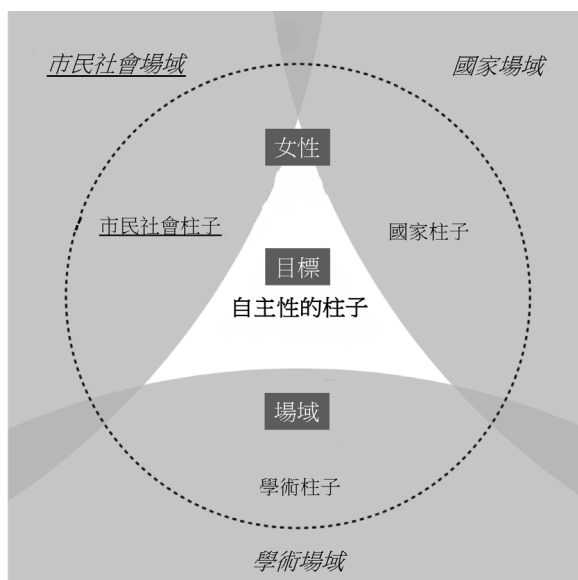 市民社會場域
國家場域
女性
市民社會柱子
國家柱子
目標
自主性的柱子
場域
學術柱子
學術場域